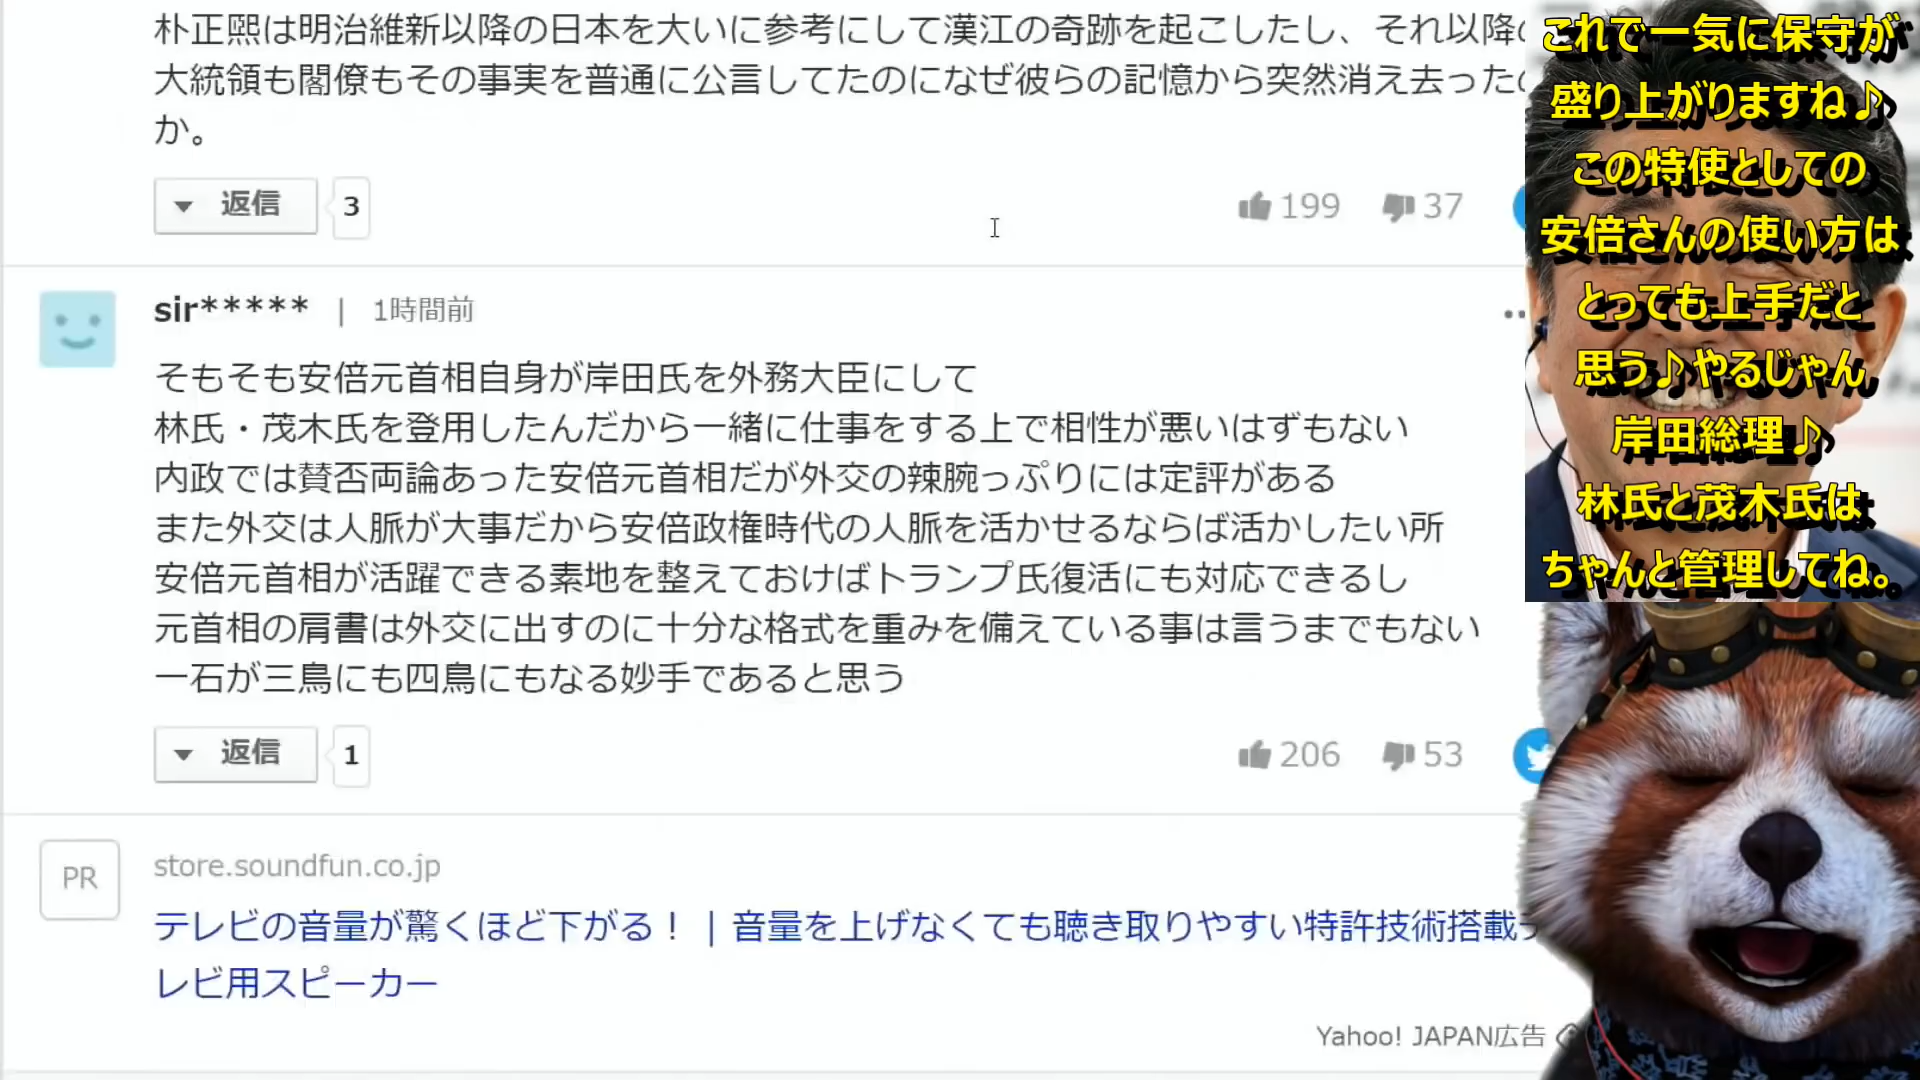 朴正煕は明治維新以降の日本を大いに参考にして漢江の奇跡を起こしたし、それ以降
大統領も閣僚もその事実を普通に公言してたのになぜ彼らの記憶から突然消え去った
か。
返信 3
199 37
sir***** | 1時間前
そもそも安倍元首相自身が岸田氏を外務大臣にして
林氏・茂木氏を登用したんだから一緒に仕事をする上で相性が悪いはずもない
内政では賛否両論あった安倍元首相だが外交の辣腕っぷりには定評がある
また外交は人脈が大事だから安倍政権時代の人脈を活かせるならば活かしたい所
安倍元首相が活躍できる素地を整えておけばトランプ氏復活にも対応できるし
元首相の肩書は外交に出すのに十分な格式を重みを備えている事は言うまでもない
一石が三鳥にも四鳥にもなる妙手であると思う
返信 1
206 53
PR
store.soundfun.co.jp
テレビの音量が驚くほど下がる！｜音量を上げなくても聴き取りやすい特許技術搭載
レビ用スピーカー
Yahoo! JAPAN広告
これで一気に保守が
盛り上がりますね♪
この特使としての
安倍さんの使い方は
とっても上手だと
思う♪やるじゃん
岸田総理♪
林氏と茂木氏は
ちゃんと管理してね。